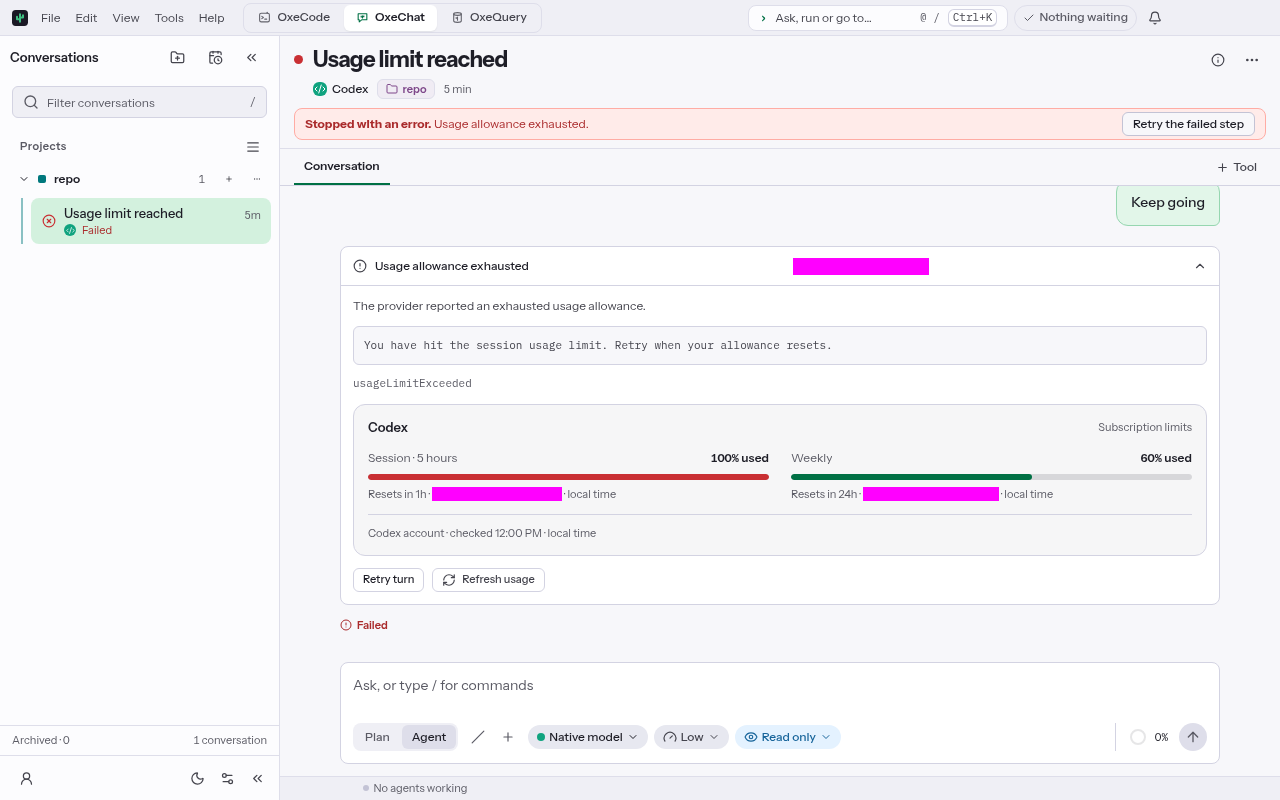 File Edit View Tools Help OxeCode OxeChat OxeQuery Ask, run or go to... @ / Ctrl+K Nothing waiting
Conversations
Filter conversations /
Projects
repo 1 + ...
Usage limit reached 5m
Failed
Archived · 0 1 conversation
Usage limit reached
Codex repo 5 min
Stopped with an error. Usage allowance exhausted. Retry the failed step
Conversation + Tool
Keep going
Usage allowance exhausted
The provider reported an exhausted usage allowance.
You have hit the session usage limit. Retry when your allowance resets.
usageLimitExceeded
Codex Subscription limits
Session · 5 hours 100% used Weekly 60% used
Resets in 1h · · local time Resets in 24h · · local time
Codex account · checked 12:00 PM · local time
Retry turn Refresh usage
Failed
Ask, or type / for commands
Plan Agent Native model Low Read only 0%
No agents working